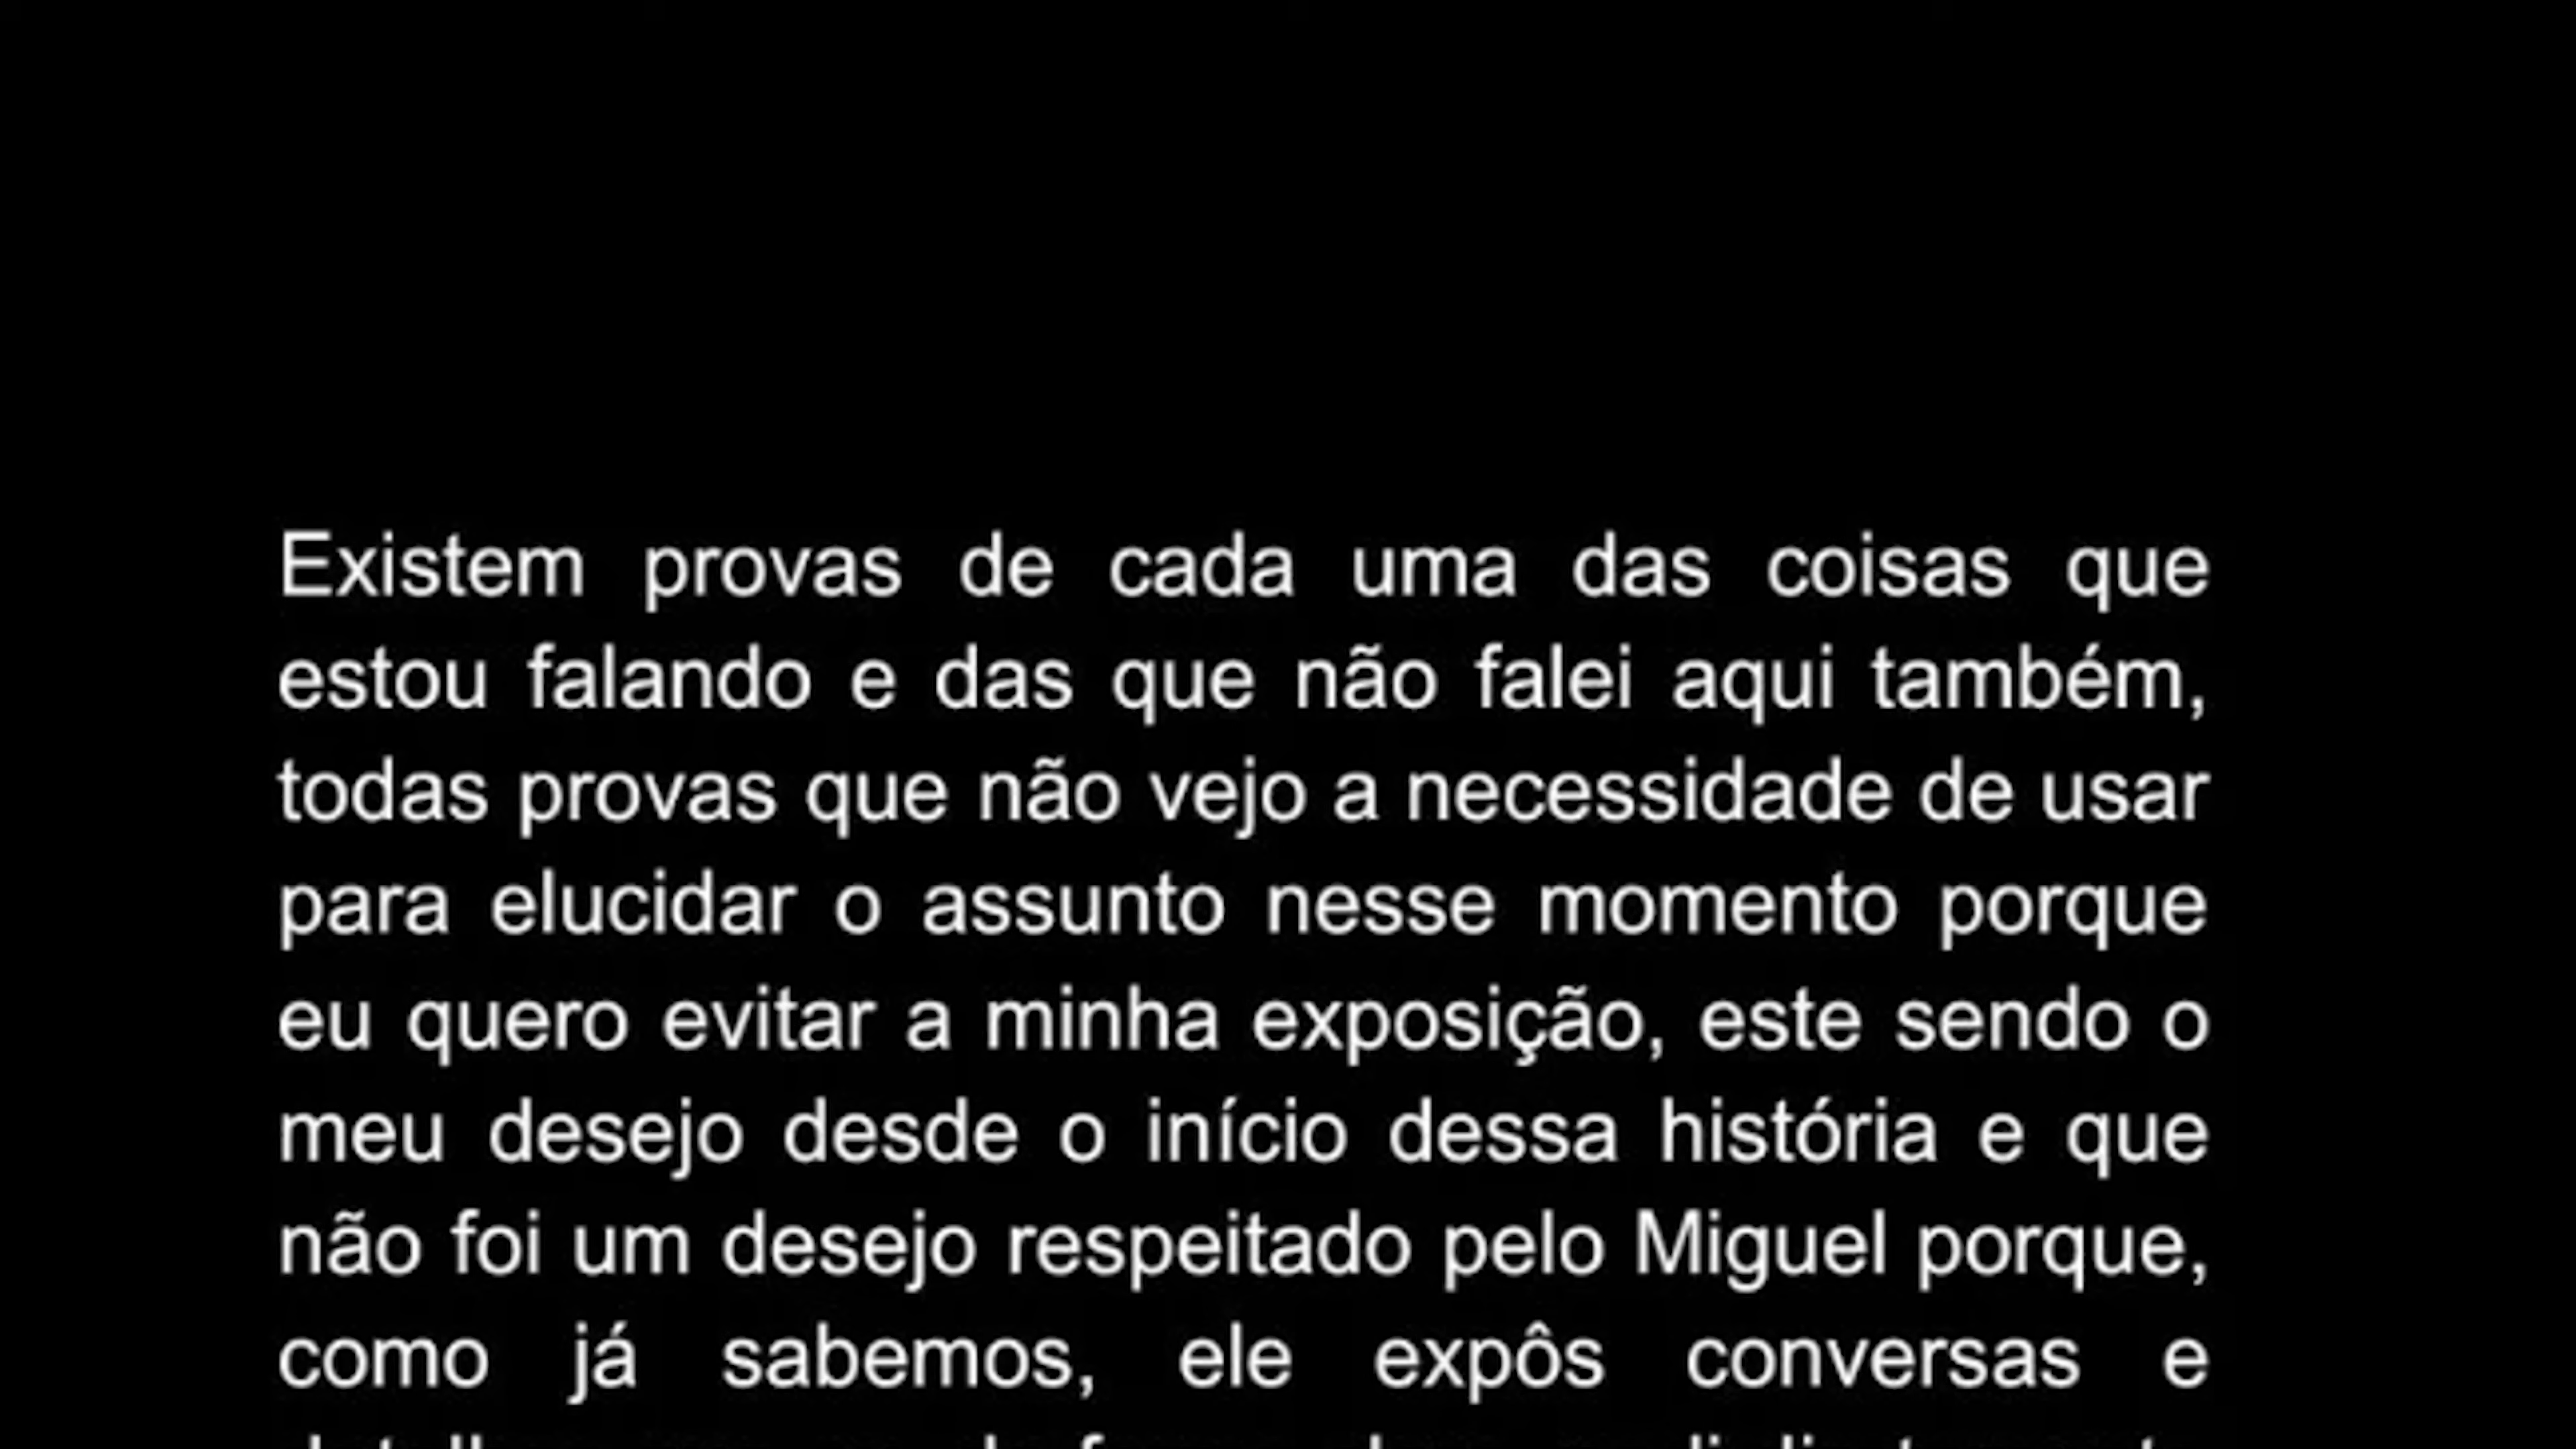 Existem provas de cada uma das coisas que
estou falando e das que não falei aqui também,
todas provas que não vejo a necessidade de usar
para elucidar o assunto nesse momento porque
eu quero evitar a minha exposição, este sendo o
meu desejo desde o início dessa história e que
não foi um desejo respeitado pelo Miguel porque,
como já sabemos, ele expôs conversas e